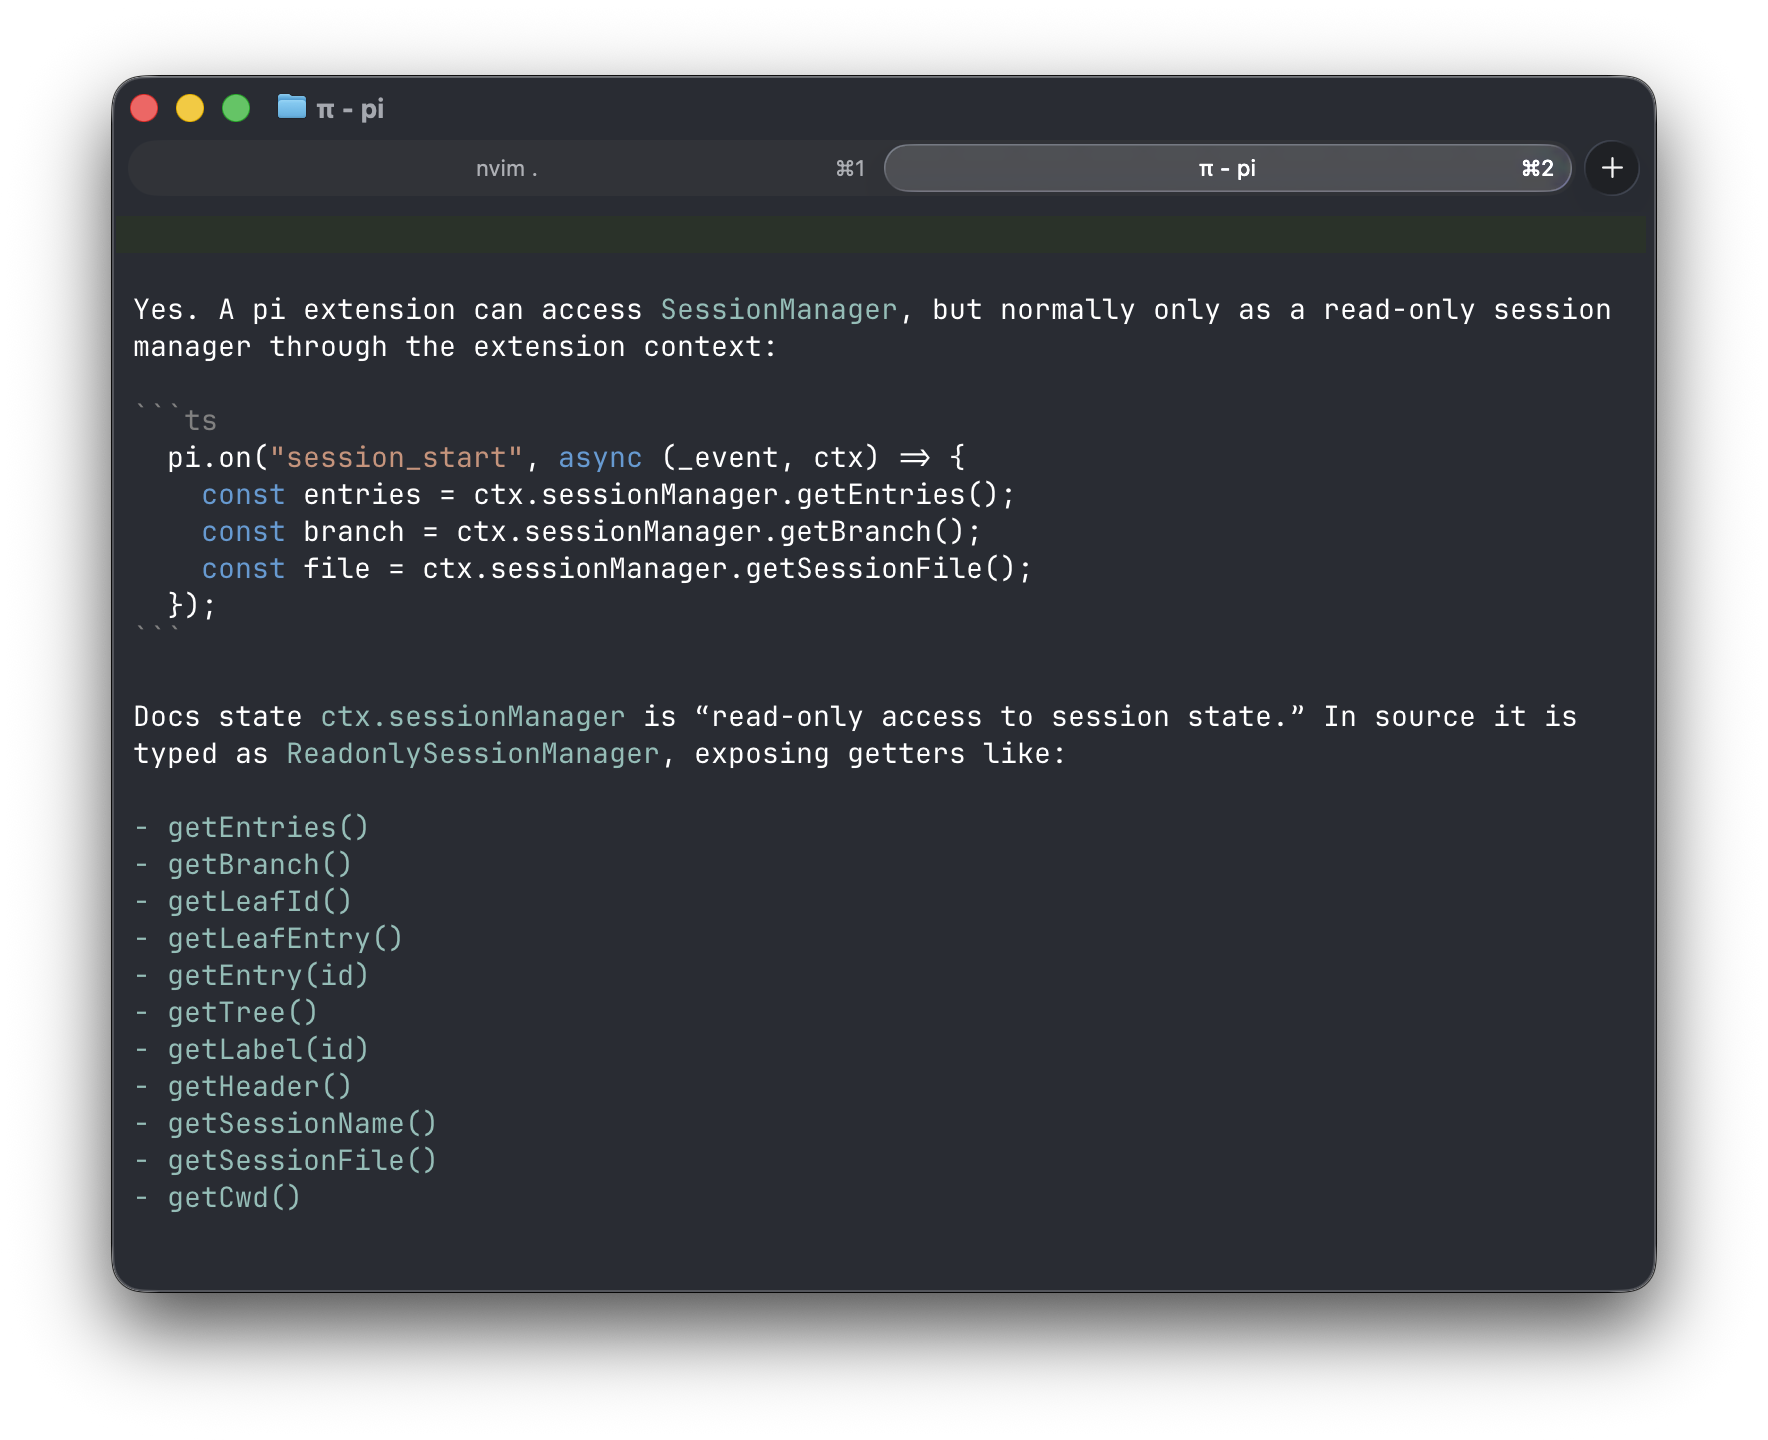 π - pi
nvim . ⌘1 π - pi ⌘2 +
Yes. A pi extension can access SessionManager, but normally only as a read-only session
manager through the extension context:
```ts
  pi.on("session_start", async (_event, ctx) => {
    const entries = ctx.sessionManager.getEntries();
    const branch = ctx.sessionManager.getBranch();
    const file = ctx.sessionManager.getSessionFile();
  });
```
Docs state ctx.sessionManager is “read-only access to session state.” In source it is
typed as ReadonlySessionManager, exposing getters like:
- getEntries()
- getBranch()
- getLeafId()
- getLeafEntry()
- getEntry(id)
- getTree()
- getLabel(id)
- getHeader()
- getSessionName()
- getSessionFile()
- getCwd()